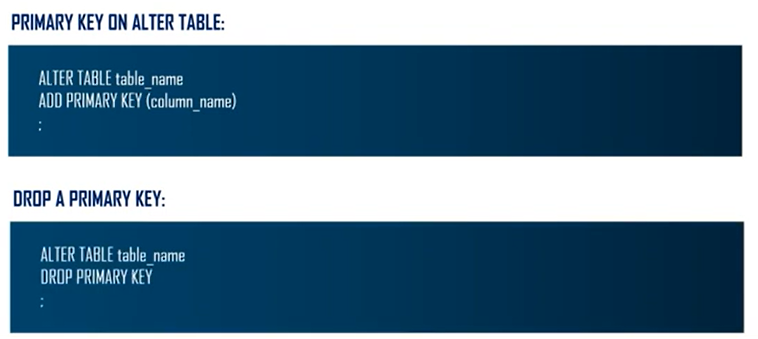 PRIMARY KEY ON ALTER TABLE:
ALTER TABLE table_name
ADD PRIMARY KEY (column_name)
;
DROP A PRIMARY KEY:
ALTER TABLE table_name
DROP PRIMARY KEY
;